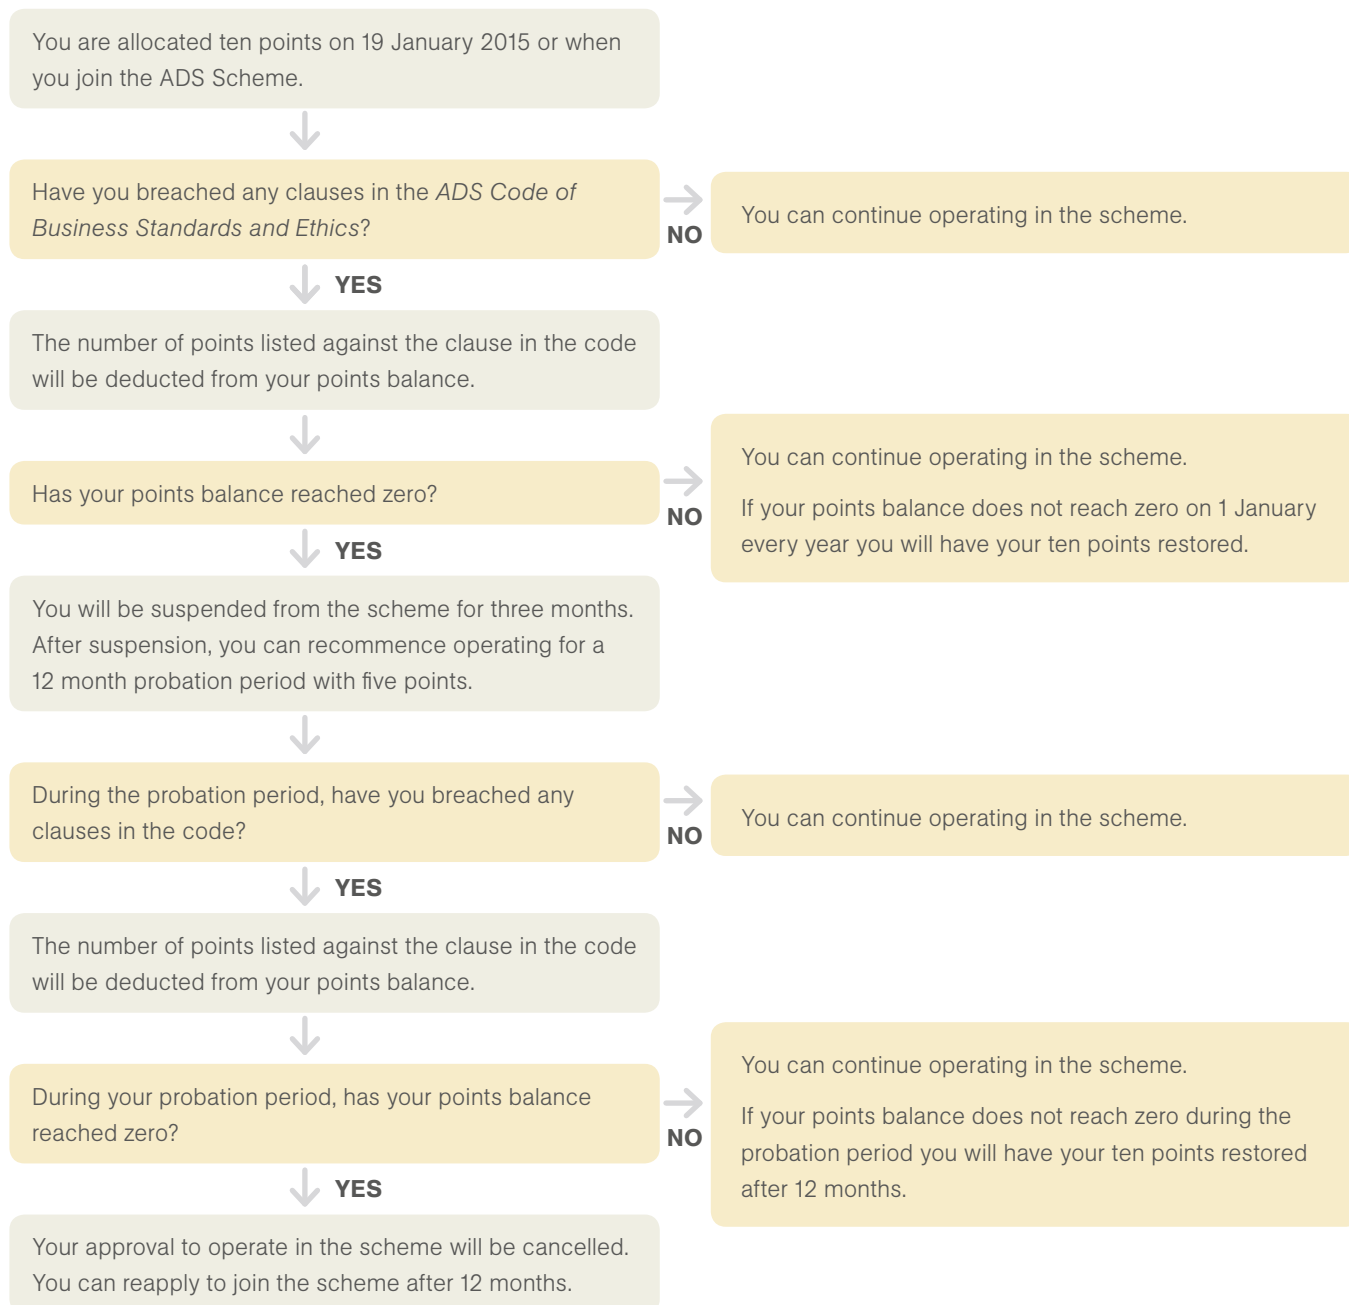 You are allocated ten points on 19 January 2015 or when
you join the ADS Scheme.
Have you breached any clauses in the ADS Code of
Business Standards and Ethics?
NO
You can continue operating in the scheme.
YES
The number of points listed against the clause in the code
will be deducted from your points balance.
Has your points balance reached zero?
NO
You can continue operating in the scheme.
If your points balance does not reach zero on 1 January
every year you will have your ten points restored.
YES
You will be suspended from the scheme for three months.
After suspension, you can recommence operating for a
12 month probation period with five points.
During the probation period, have you breached any
clauses in the code?
NO
You can continue operating in the scheme.
YES
The number of points listed against the clause in the code
will be deducted from your points balance.
During your probation period, has your points balance
reached zero?
NO
You can continue operating in the scheme.
If your points balance does not reach zero during the
probation period you will have your ten points restored
after 12 months.
YES
Your approval to operate in the scheme will be cancelled.
You can reapply to join the scheme after 12 months.